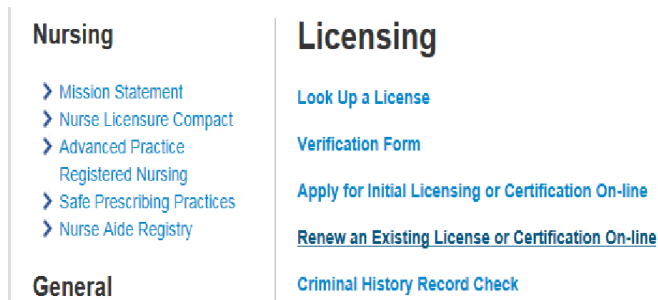 Nursing
Mission Statement
Nurse Licensure Compact
Advanced Practice
Registered Nursing
Safe Prescribing Practices
Nurse Aide Registry
General
Licensing
Look Up a License
Verification Form
Apply for Initial Licensing or Certification On-line
Renew an Existing License or Certification On-line
Criminal History Record Check